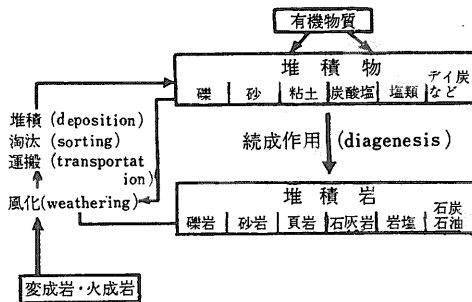 有機物質
堆積物
礫 砂 粘土 炭酸塩 塩類 デイ炭など
堆積 (deposition)
淘汰 (sorting)
運搬 (transportation)
風化 (weathering)
続成作用 (diagenesis)
堆積岩
礫岩 砂岩 頁岩 石灰岩 岩塩 石炭石油
変成岩・火成岩